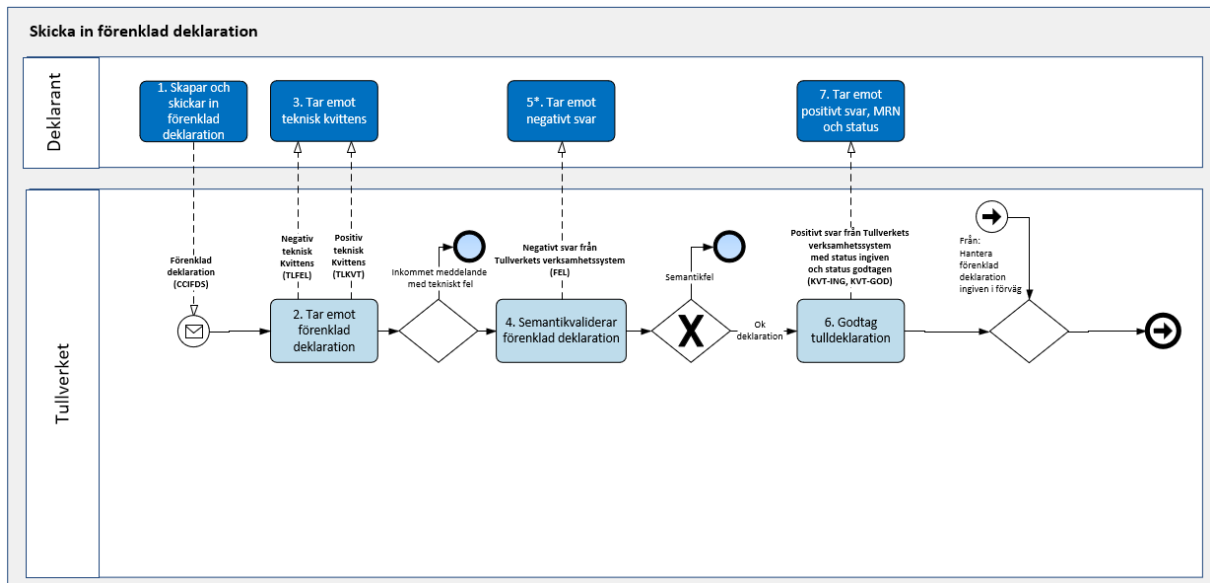 Skicka in förenklad deklaration
Deklarant
1. Skapar och
skickar in
förenklad
deklaration
3. Tar emot
teknisk kvittens
5*. Tar emot
negativt svar
7. Tar emot
positivt svar, MRN
och status
Tullverket
Förenklad
deklaration
(CCIFDS)
Negativ
teknisk
Kvittens
(TLFEL)
Positiv
teknisk
Kvittens
(TLKVT)
Inkommet meddelande
med tekniskt fel
Negativt svar från
Tullverkets verksamhetssystem
(FEL)
Semantikfel
Positivt svar från Tullverkets
verksamhetssystem
med status ingiven
och status godtagen
(KVT-ING, KVT-GOD)
Från:
Hantera
förenklad
deklaration
ingiven i förväg
2. Tar emot
förenklad
deklaration
4. Semantikvaliderar
förenklad deklaration
X
Ok
deklaration
6. Godtag
tulldeklaration